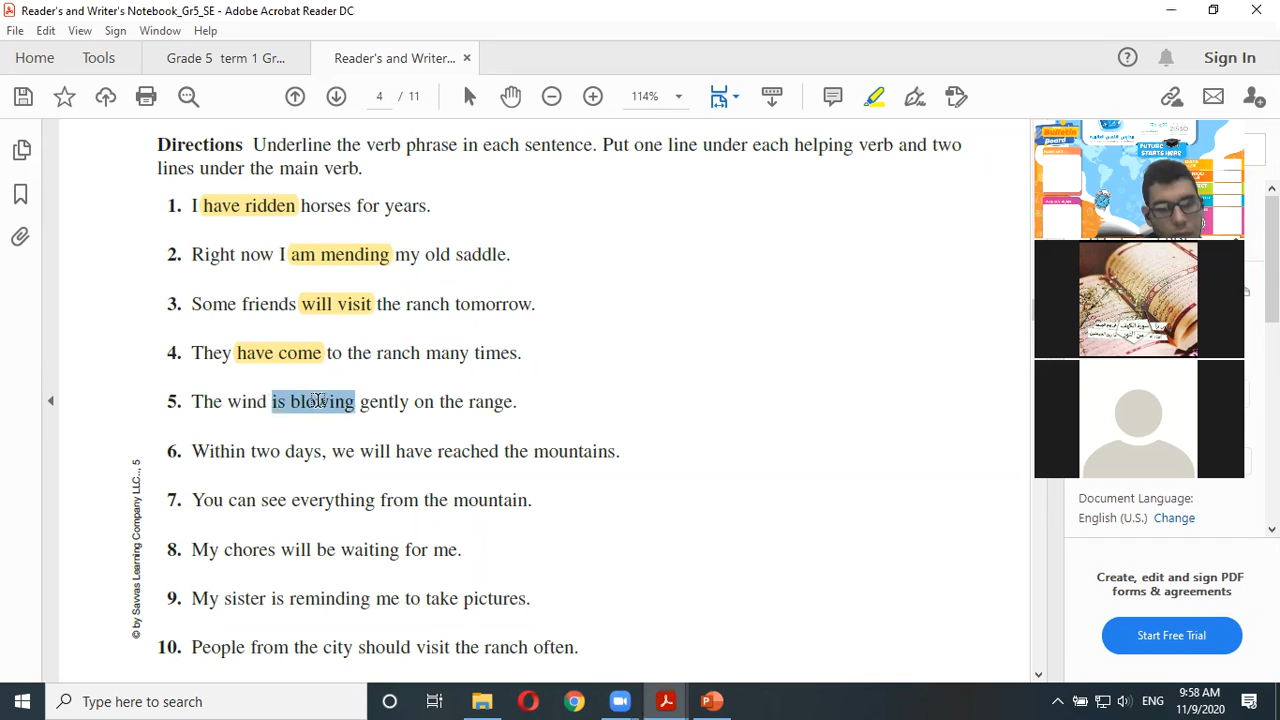 Reader's and Writer's Notebook_Gr5_SE - Adobe Acrobat Reader DC
File Edit View Sign Window Help
Home Tools Grade 5 term 1 Gr... Reader's and Writer... × Sign In
4 / 11 114%
Directions Underline the verb phrase in each sentence. Put one line under each helping verb and two
lines under the main verb.
1. I have ridden horses for years.
2. Right now I am mending my old saddle.
3. Some friends will visit the ranch tomorrow.
4. They have come to the ranch many times.
5. The wind is blowing gently on the range.
6. Within two days, we will have reached the mountains.
7. You can see everything from the mountain.
8. My chores will be waiting for me.
9. My sister is reminding me to take pictures.
10. People from the city should visit the ranch often.
© by Savvas Learning Company LLC.., 5
Bulletin
Board
FUTURE
STARTS HERE
Document Language:
English (U.S.) Change
Create, edit and sign PDF
forms & agreements
Start Free Trial
Type here to search
ENG
9:58 AM
11/9/2020